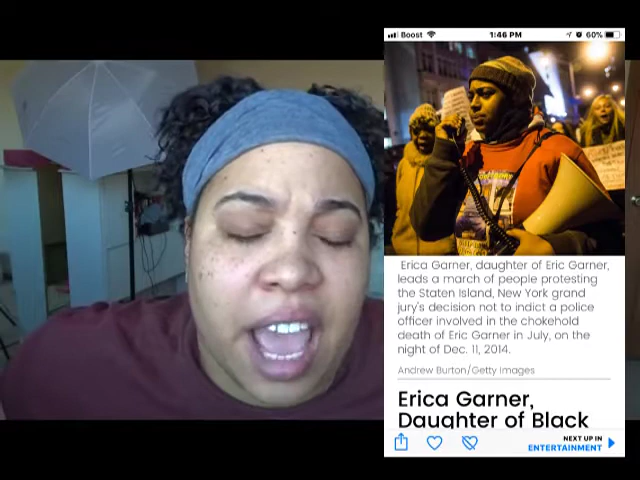 Boost 1:46 PM 60%
Erica Garner, daughter of Eric Garner,
leads a march of people protesting
the Staten Island, New York grand
jury's decision not to indict a police
officer involved in the chokehold
death of Eric Garner in July, on the
night of Dec. 11, 2014.
Andrew Burton/Getty Images
Erica Garner,
Daughter of Black
NEXT UP IN
ENTERTAINMENT